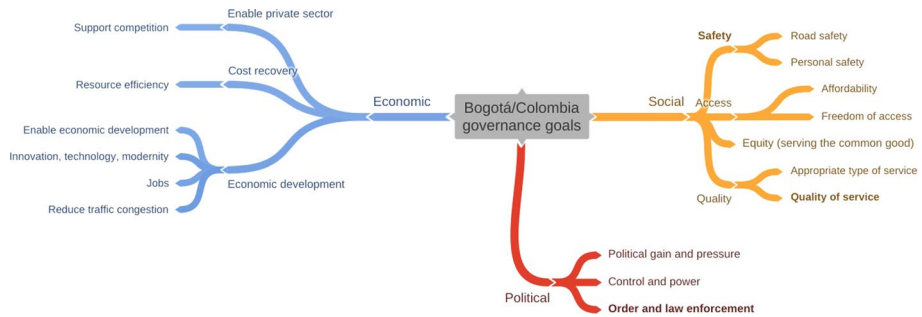 Bogotá/Colombia
governance goals
Economic
Enable private sector
Support competition
Cost recovery
Resource efficiency
Economic development
Enable economic development
Innovation, technology, modernity
Jobs
Reduce traffic congestion
Social
Safety
Road safety
Personal safety
Access
Affordability
Freedom of access
Equity (serving the common good)
Quality
Appropriate type of service
Quality of service
Political
Political gain and pressure
Control and power
Order and law enforcement